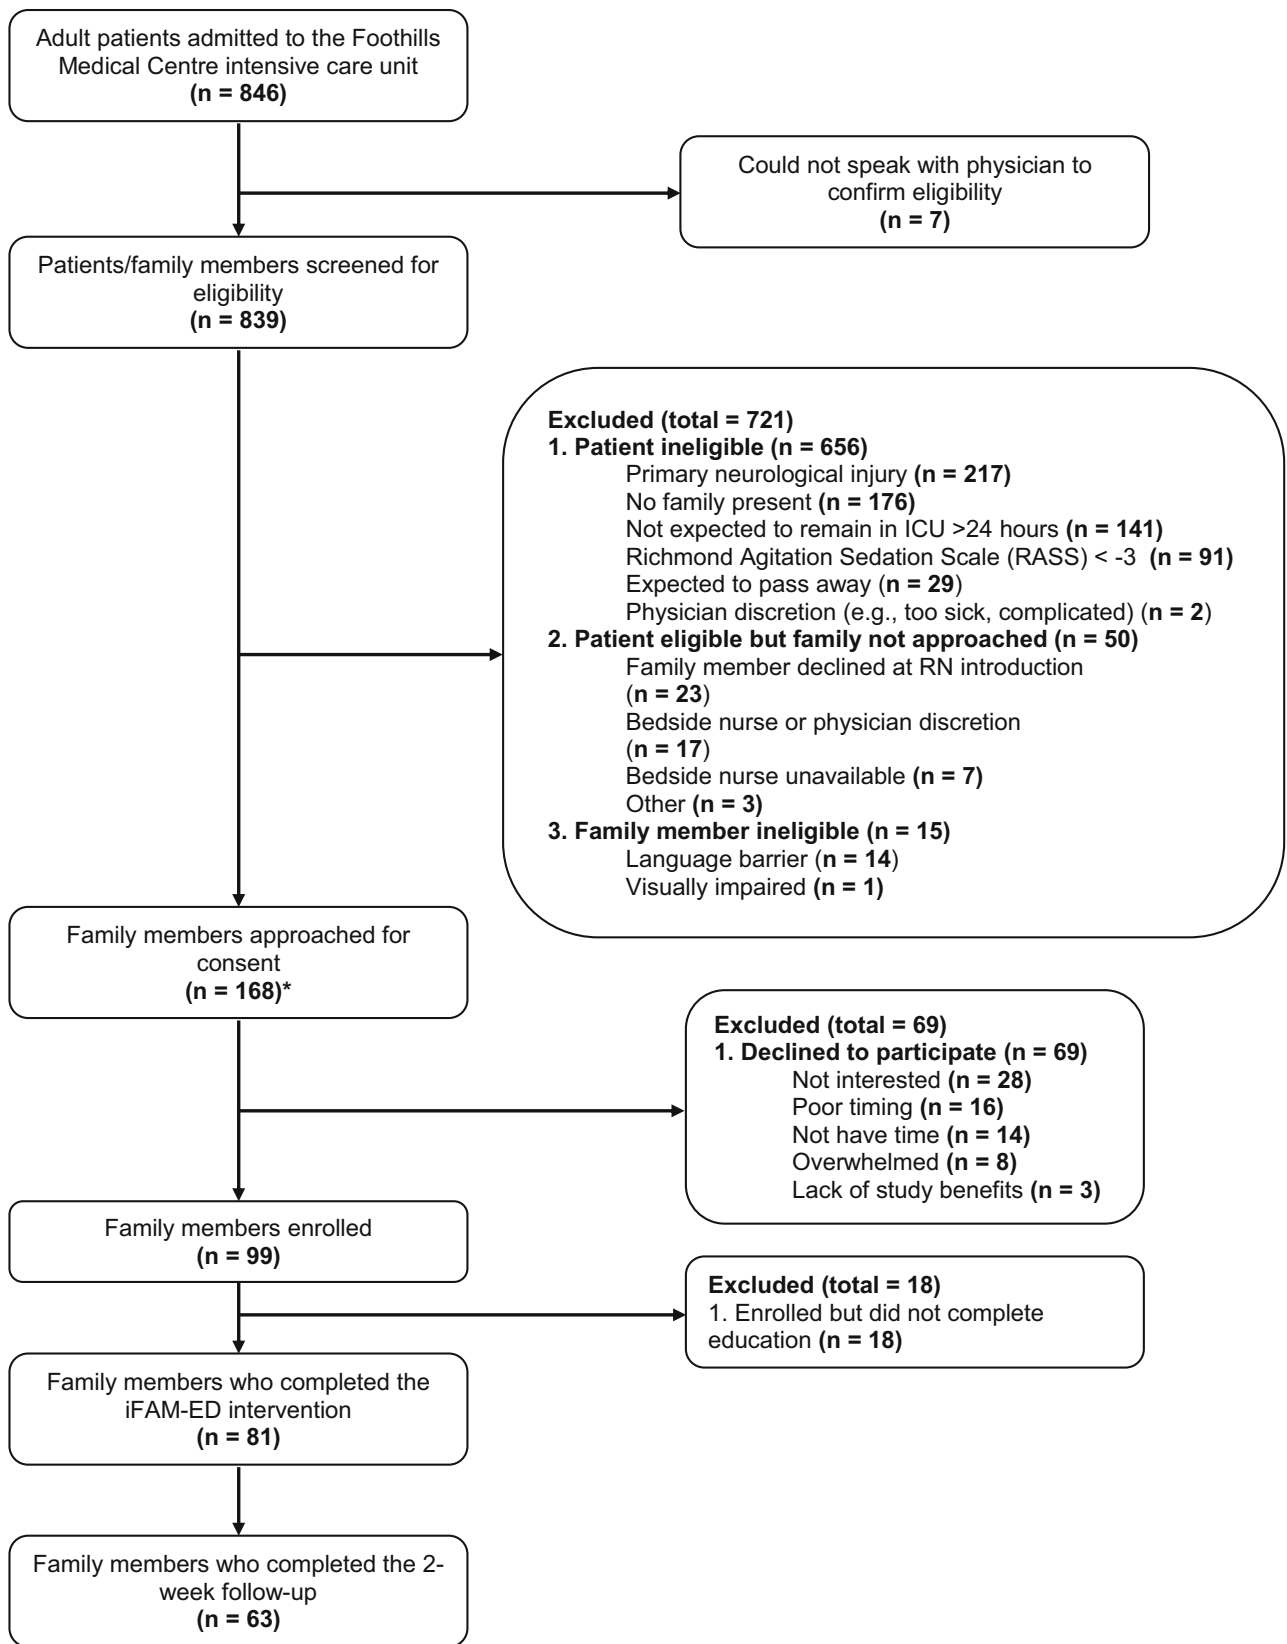 Adult patients admitted to the Foothills
Medical Centre intensive care unit
(n = 846)
Could not speak with physician to
confirm eligibility
(n = 7)
Patients/family members screened for
eligibility
(n = 839)
Excluded (total = 721)
1. Patient ineligible (n = 656)
Primary neurological injury (n = 217)
No family present (n = 176)
Not expected to remain in ICU >24 hours (n = 141)
Richmond Agitation Sedation Scale (RASS) < -3 (n = 91)
Expected to pass away (n = 29)
Physician discretion (e.g., too sick, complicated) (n = 2)
2. Patient eligible but family not approached (n = 50)
Family member declined at RN introduction
(n = 23)
Bedside nurse or physician discretion
(n = 17)
Bedside nurse unavailable (n = 7)
Other (n = 3)
3. Family member ineligible (n = 15)
Language barrier (n = 14)
Visually impaired (n = 1)
Family members approached for
consent
(n = 168)*
Excluded (total = 69)
1. Declined to participate (n = 69)
Not interested (n = 28)
Poor timing (n = 16)
Not have time (n = 14)
Overwhelmed (n = 8)
Lack of study benefits (n = 3)
Family members enrolled
(n = 99)
Excluded (total = 18)
1. Enrolled but did not complete
education (n = 18)
Family members who completed the
iFAM-ED intervention
(n = 81)
Family members who completed the 2-
week follow-up
(n = 63)